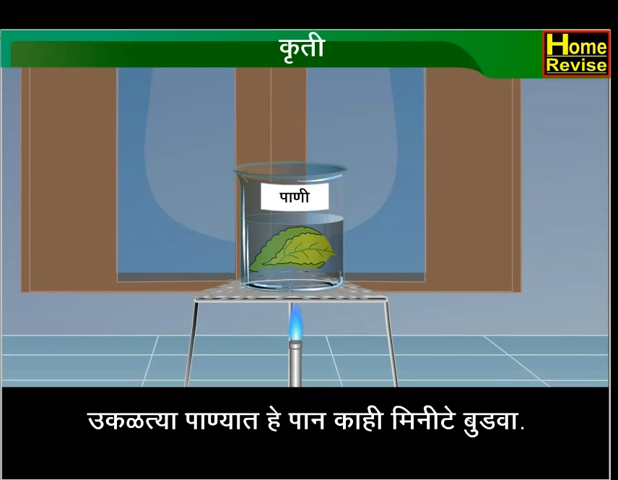 कृती
Home
Revise
पाणी
उकळत्या पाण्यात हे पान काही मिनीटे बुडवा.